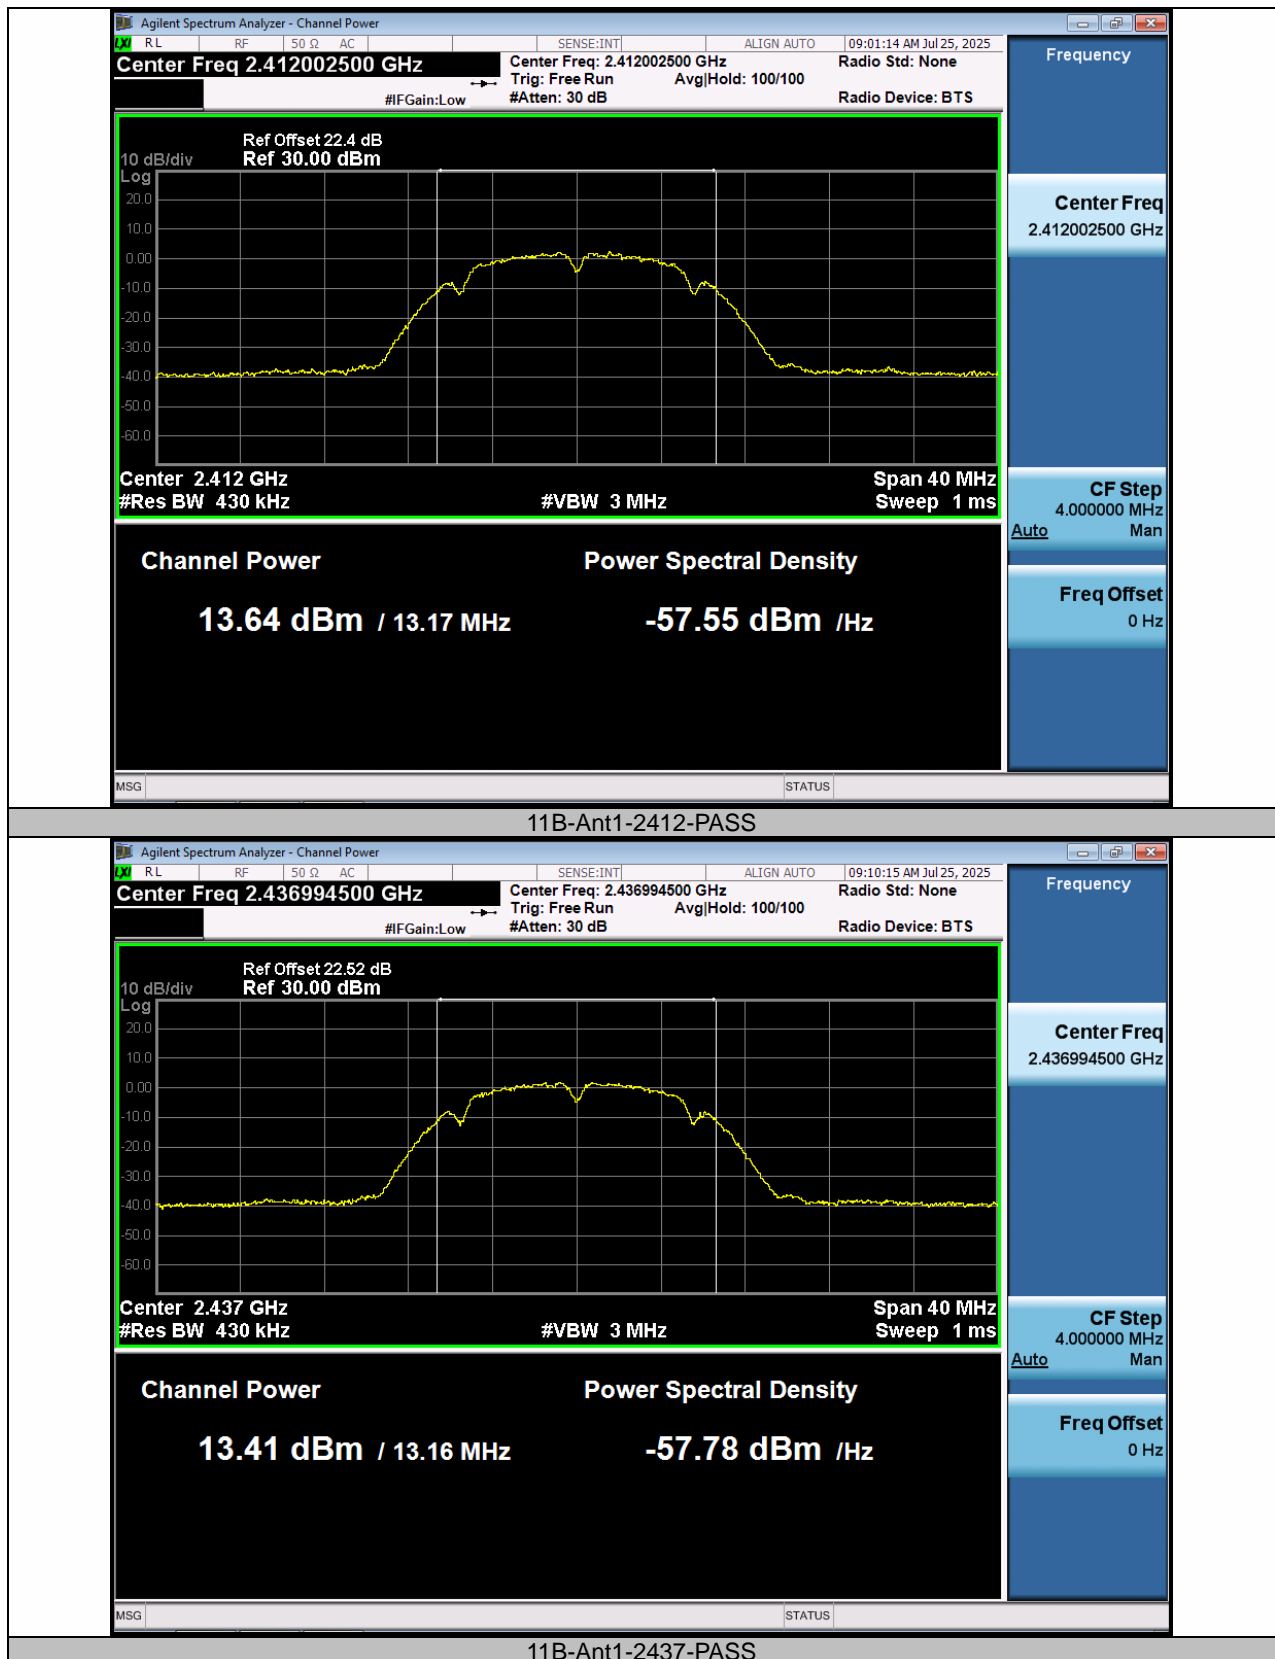 Agilent Spectrum Analyzer - Channel Power
LXI RL RF 50 Ω AC SENSE:INT ALIGN AUTO 09:01:14 AM Jul 25, 2025
Center Freq 2.412002500 GHz
Center Freq: 2.412002500 GHz Radio Std: None
Trig: Free Run Avg|Hold: 100/100
#IFGain:Low #Atten: 30 dB Radio Device: BTS
Ref Offset 22.4 dB
10 dB/div Ref 30.00 dBm
Log
20.0
10.0
0.00
-10.0
-20.0
-30.0
-40.0
-50.0
-60.0
Center 2.412 GHz Span 40 MHz
#Res BW 430 kHz #VBW 3 MHz Sweep 1 ms
Channel Power Power Spectral Density
13.64 dBm / 13.17 MHz -57.55 dBm /Hz
MSG STATUS
Frequency
Center Freq
2.412002500 GHz
CF Step
4.000000 MHz
Auto Man
Freq Offset
0 Hz
11B-Ant1-2412-PASS
Agilent Spectrum Analyzer - Channel Power
LXI RL RF 50 Ω AC SENSE:INT ALIGN AUTO 09:10:15 AM Jul 25, 2025
Center Freq 2.436994500 GHz
Center Freq: 2.436994500 GHz Radio Std: None
Trig: Free Run Avg|Hold: 100/100
#IFGain:Low #Atten: 30 dB Radio Device: BTS
Ref Offset 22.52 dB
10 dB/div Ref 30.00 dBm
Log
20.0
10.0
0.00
-10.0
-20.0
-30.0
-40.0
-50.0
-60.0
Center 2.437 GHz Span 40 MHz
#Res BW 430 kHz #VBW 3 MHz Sweep 1 ms
Channel Power Power Spectral Density
13.41 dBm / 13.16 MHz -57.78 dBm /Hz
MSG STATUS
Frequency
Center Freq
2.436994500 GHz
CF Step
4.000000 MHz
Auto Man
Freq Offset
0 Hz
11B-Ant1-2437-PASS